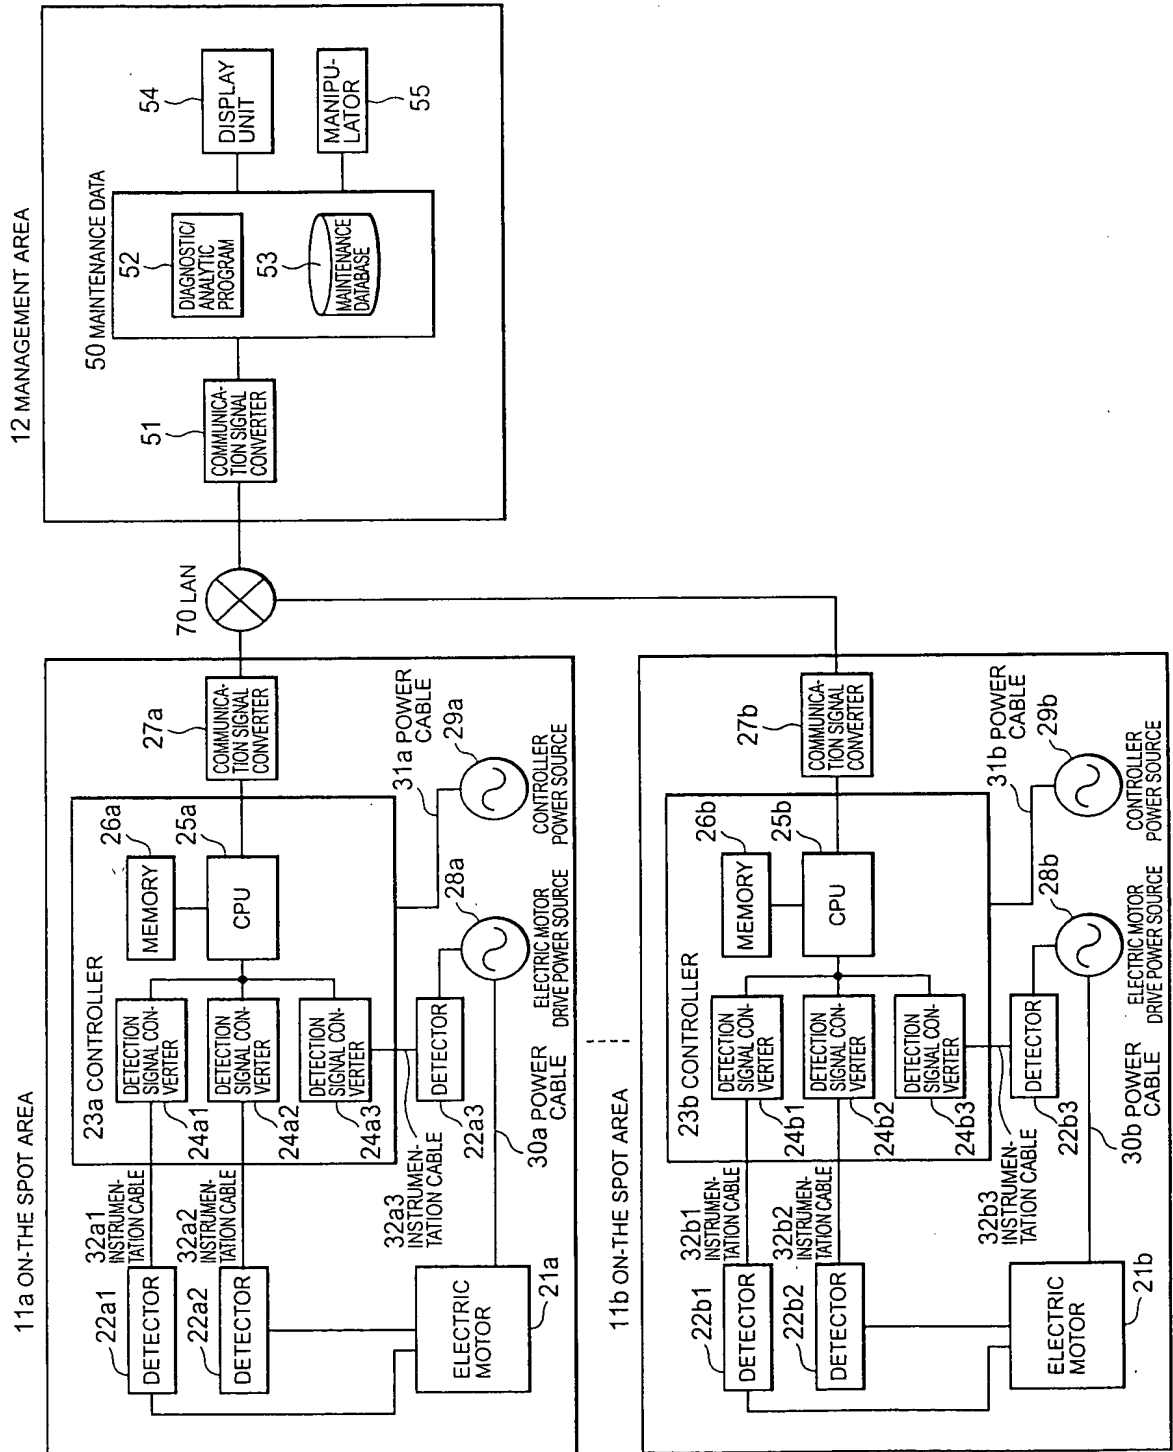 12 MANAGEMENT AREA
50 MAINTENANCE DATA
54
DISPLAY
UNIT
55
MANIPU-
LATOR
52
DIAGNOSTIC/
ANALYTIC
PROGRAM
53
MAINTENANCE
DATABASE
51
COMMUNICA-
TION SIGNAL
CONVERTER
70 LAN
11a ON-THE SPOT AREA
27a
COMMUNICA-
TION SIGNAL
CONVERTER
31a POWER
CABLE
29a
CONTROLLER
POWER SOURCE
23a CONTROLLER
26a
MEMORY
25a
CPU
28a
ELECTRIC MOTOR
DRIVE POWER SOURCE
DETECTION
SIGNAL CON-
VERTER
24a1
DETECTION
SIGNAL CON-
VERTER
24a2
DETECTION
SIGNAL CON-
VERTER
24a3
DETECTOR
22a3
30a POWER
CABLE
32a1
INSTRUMEN-
TATION CABLE
32a2
INSTRUMEN-
TATION CABLE
32a3
INSTRUMEN-
TATION CABLE
22a1
DETECTOR
22a2
DETECTOR
ELECTRIC
MOTOR
21a
11b ON-THE SPOT AREA
27b
COMMUNICA-
TION SIGNAL
CONVERTER
31b POWER
CABLE
29b
CONTROLLER
POWER SOURCE
23b CONTROLLER
26b
MEMORY
25b
CPU
28b
ELECTRIC MOTOR
DRIVE POWER SOURCE
DETECTION
SIGNAL CON-
VERTER
24b1
DETECTION
SIGNAL CON-
VERTER
24b2
DETECTION
SIGNAL CON-
VERTER
24b3
DETECTOR
22b3
30b POWER
CABLE
32b1
INSTRUMEN-
TATION CABLE
32b2
INSTRUMEN-
TATION CABLE
32b3
INSTRUMEN-
TATION CABLE
22b1
DETECTOR
22b2
DETECTOR
ELECTRIC
MOTOR
21b